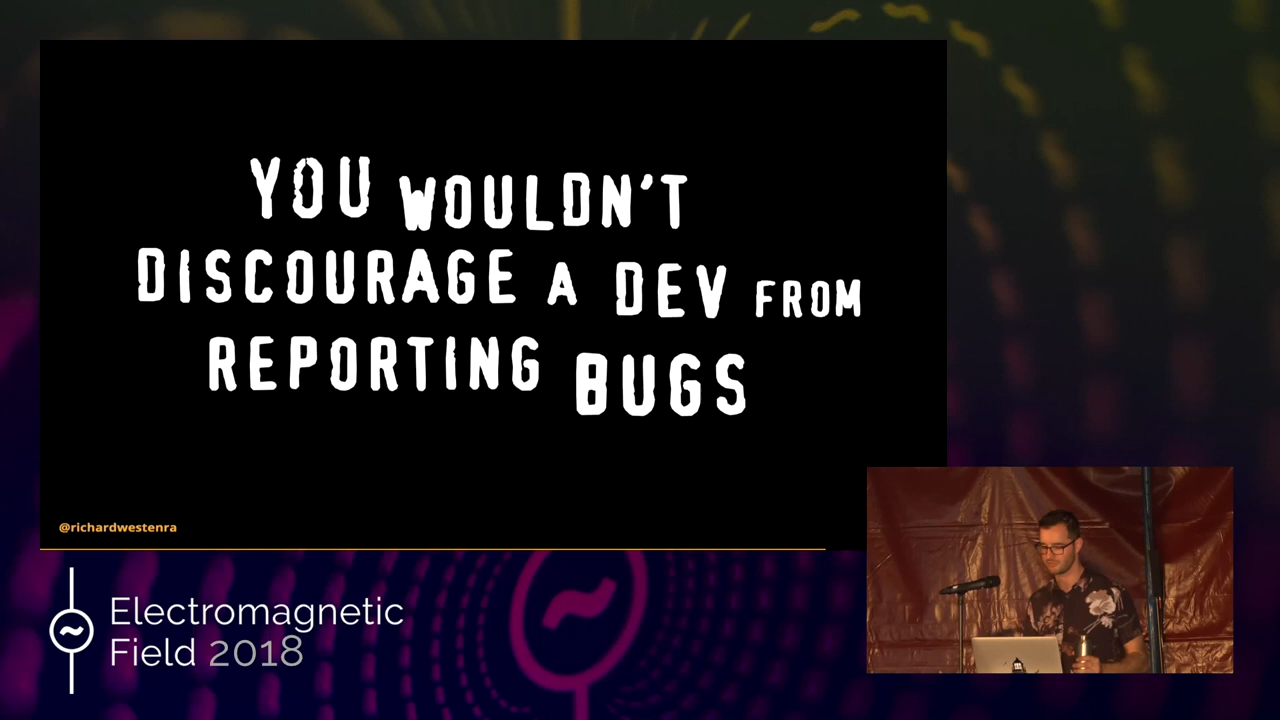 YOU WOULDN'T
DISCOURAGE A DEV FROM
REPORTING BUGS
@richardwestenra
Electromagnetic
Field 2018